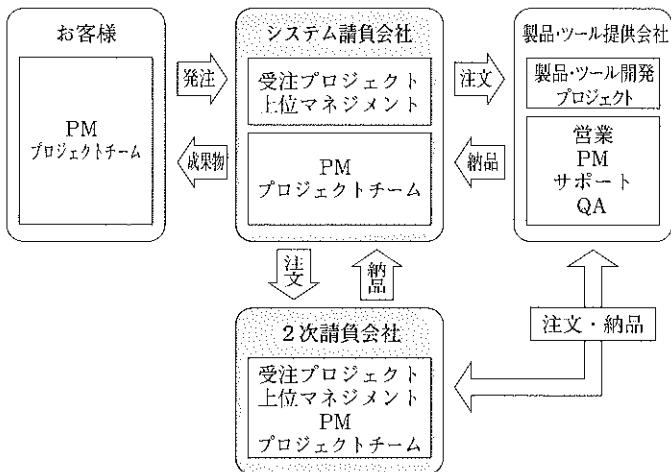 お客様
PM
プロジェクトチーム
発注
成果物
システム請負会社
受注プロジェクト
上位マネジメント
PM
プロジェクトチーム
注文
納品
製品・ツール提供会社
製品・ツール開発
プロジェクト
営業
PM
サポート
QA
注文
納品
2次請負会社
受注プロジェクト
上位マネジメント
PM
プロジェクトチーム
注文・納品